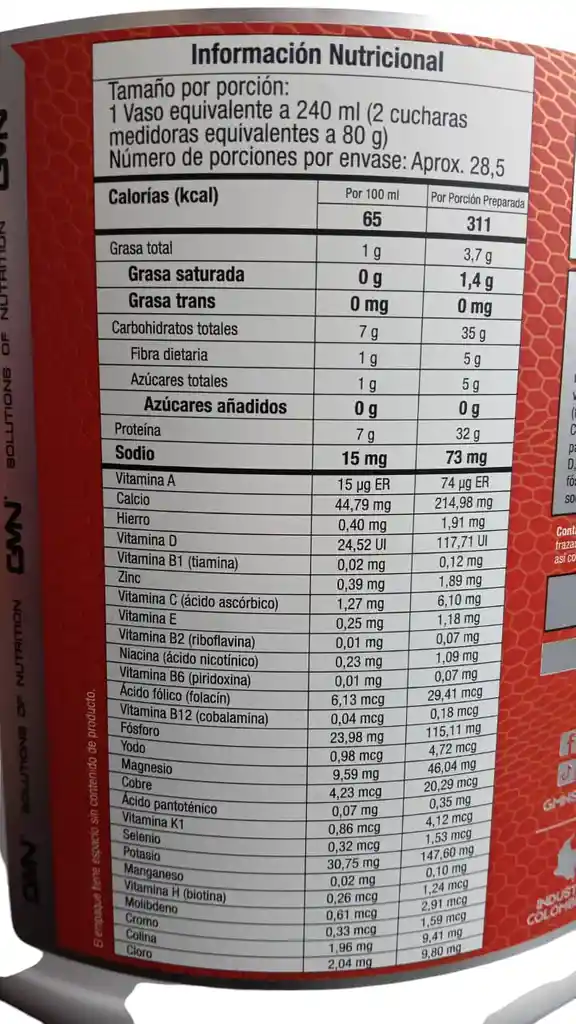 Información Nutricional
Tamaño por porción:
1 Vaso equivalente a 240 ml (2 cucharas
medidoras equivalentes a 80 g)
Número de porciones por envase: Aprox. 28,5
Calorías (kcal) Por 100 ml Por Porción Preparada
65 311
Grasa total 1 g 3,7 g
Grasa saturada 0 g 1,4 g
Grasa trans 0 mg 0 mg
Carbohidratos totales 7 g 35 g
Fibra dietaria 1 g 5 g
Azúcares totales 1 g 5 g
Azúcares añadidos 0 g 0 g
Proteína 7 g 32 g
Sodio 15 mg 73 mg
Vitamina A 15 µg ER 74 µg ER
Calcio 44,79 mg 214,98 mg
Hierro 0,40 mg 1,91 mg
Vitamina D 24,52 UI 117,71 UI
Vitamina B1 (tiamina) 0,02 mg 0,12 mg
Zinc 0,39 mg 1,89 mg
Vitamina C (ácido ascórbico) 1,27 mg 6,10 mg
Vitamina E 0,25 mg 1,18 mg
Vitamina B2 (riboflavina) 0,01 mg 0,07 mg
Niacina (ácido nicotínico) 0,23 mg 1,09 mg
Vitamina B6 (piridoxina) 0,01 mg 0,07 mg
Ácido fólico (folacín) 6,13 mcg 29,41 mcg
Vitamina B12 (cobalamina) 0,04 mcg 0,18 mcg
Fósforo 23,98 mg 115,11 mg
Yodo 0,98 mcg 4,72 mcg
Magnesio 9,59 mg 46,04 mg
Cobre 4,23 mcg 20,29 mcg
Ácido pantoténico 0,07 mg 0,35 mg
Vitamina K1 0,86 mcg 4,12 mcg
Selenio 0,32 mcg 1,53 mcg
Potasio 30,75 mg 147,60 mg
Manganeso 0,02 mg 0,10 mg
Vitamina H (biotina) 0,26 mcg 1,24 mcg
Molibdeno 0,61 mcg 2,91 mcg
Cromo 0,33 mcg 1,59 mcg
Colina 1,96 mg 9,41 mg
Cloro 2,04 mg 9,80 mg
El empaque tiene espacio sin contenido de producto.
GMN SOLUTIONS OF NUTRITION
GMN SOLUTIONS OF NUTRITION
GMN
así co
GMNS
INDUST
COLOMB